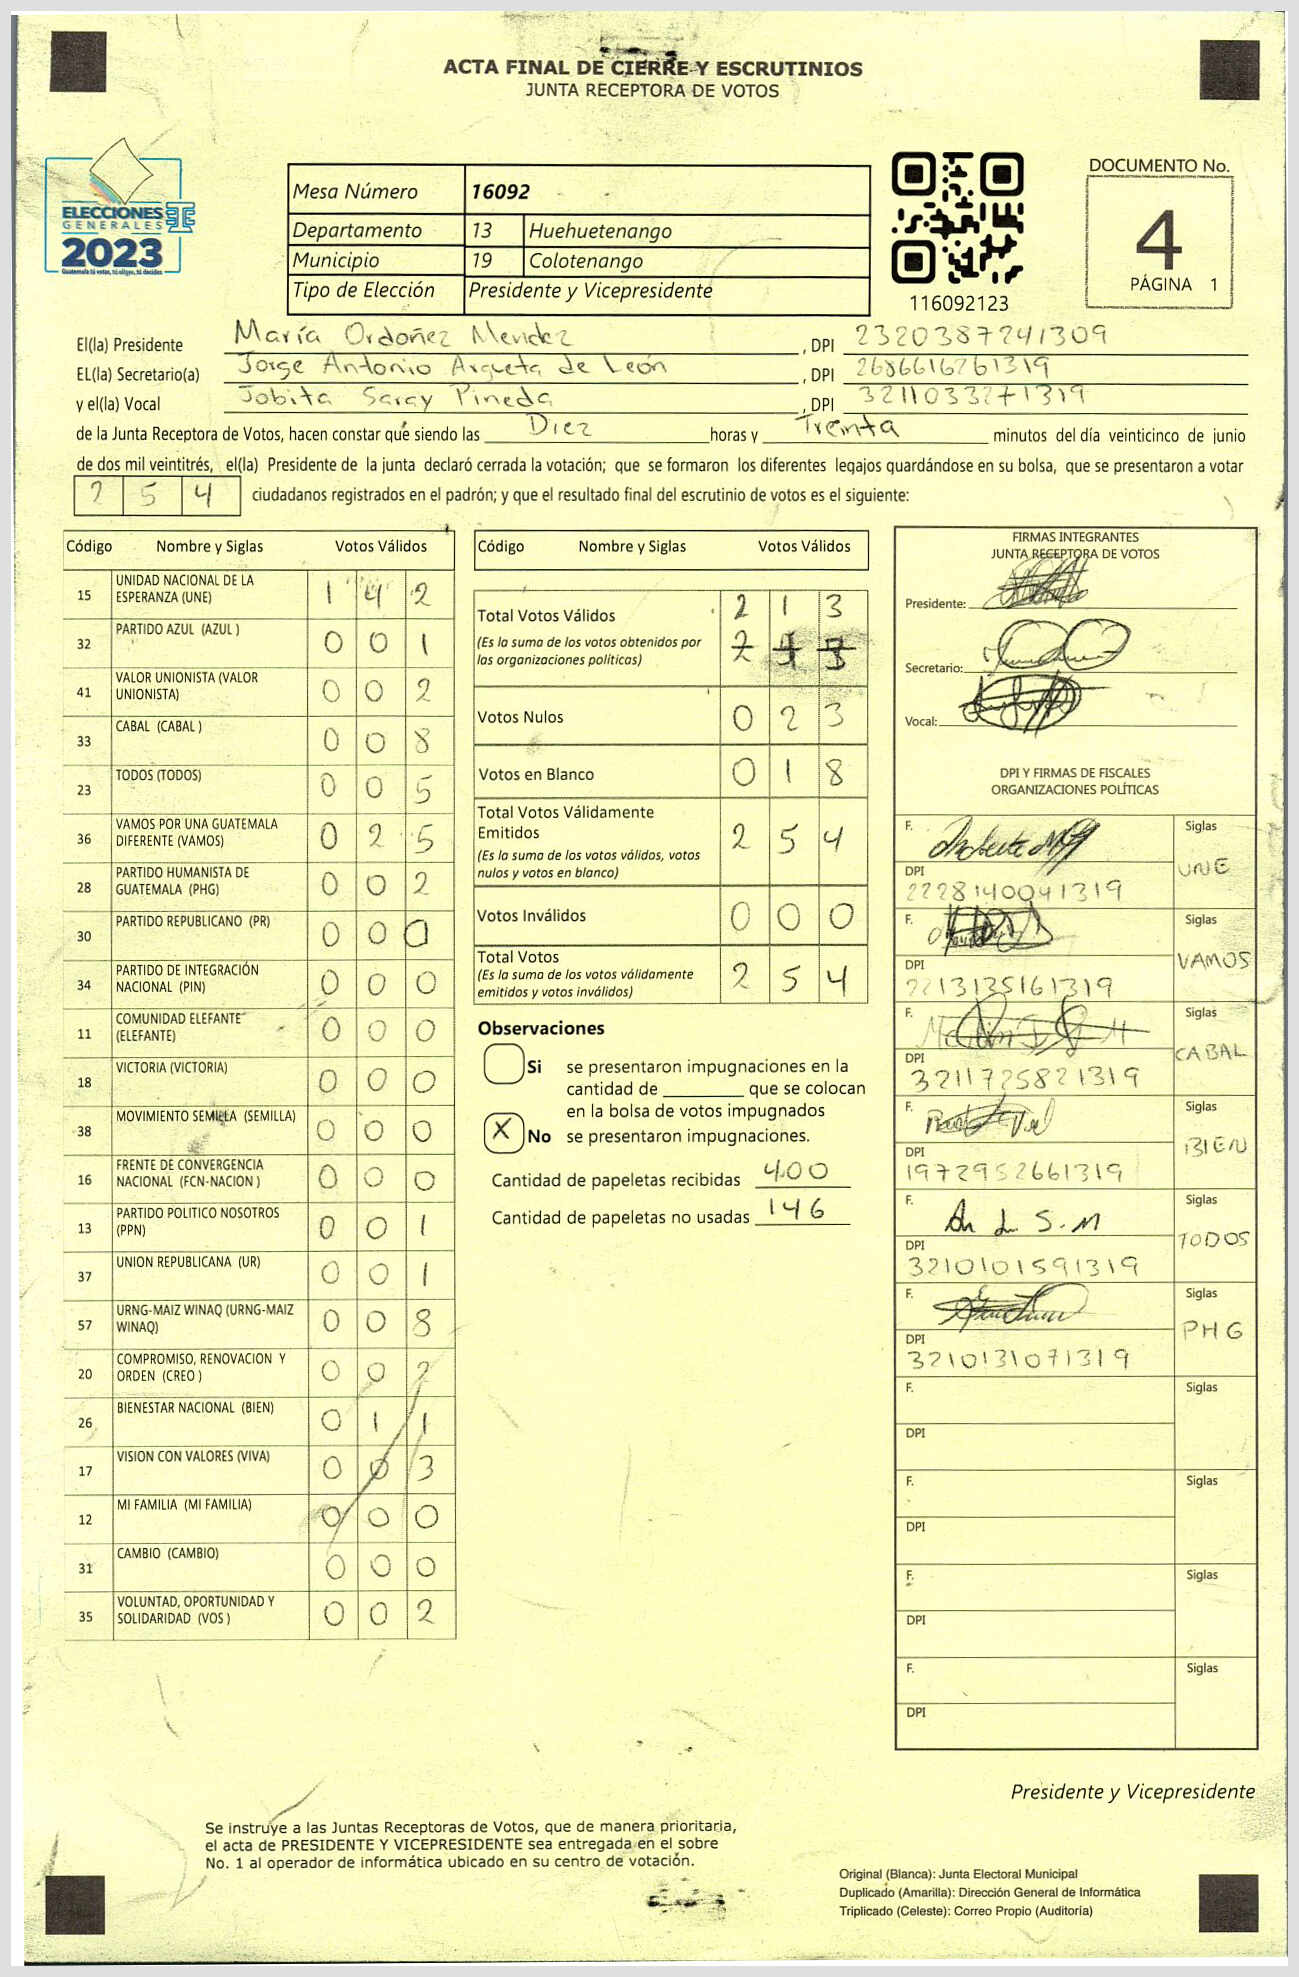 ACTA FINAL DE CIERRE Y ESCRUTINIOS
JUNTA RECEPTORA DE VOTOS
ELECCIONES
GENERALES
2023
Guatemala tú votas, tú eliges, tú decides
Mesa Número 16092
Departamento 13 Huehuetenango
Municipio 19 Colotenango
Tipo de Elección Presidente y Vicepresidente
116092123
DOCUMENTO No.
4
PÁGINA 1
El(la) Presidente María Ordoñez Mendez , DPI 2320387241309
EL(la) Secretario(a) Jorge Antonio Argueta de León , DPI 2686616261319
y el(la) Vocal Jobita Saray Pineda , DPI 3211033271319
de la Junta Receptora de Votos, hacen constar que siendo las Diez horas y Trenta minutos del día veinticinco de junio
de dos mil veintitrés, el(la) Presidente de la junta declaró cerrada la votación; que se formaron los diferentes legajos guardándose en su bolsa, que se presentaron a votar
2 5 4 ciudadanos registrados en el padrón; y que el resultado final del escrutinio de votos es el siguiente:
Código Nombre y Siglas Votos Válidos
15 UNIDAD NACIONAL DE LA ESPERANZA (UNE) 1 4 2
32 PARTIDO AZUL (AZUL ) 0 0 1
41 VALOR UNIONISTA (VALOR UNIONISTA) 0 0 2
33 CABAL (CABAL ) 0 0 8
23 TODOS (TODOS) 0 0 5
36 VAMOS POR UNA GUATEMALA DIFERENTE (VAMOS) 0 2 5
28 PARTIDO HUMANISTA DE GUATEMALA (PHG) 0 0 2
30 PARTIDO REPUBLICANO (PR) 0 0 0
34 PARTIDO DE INTEGRACIÓN NACIONAL (PIN) 0 0 0
11 COMUNIDAD ELEFANTE (ELEFANTE) 0 0 0
18 VICTORIA (VICTORIA) 0 0 0
38 MOVIMIENTO SEMILLA (SEMILLA) 0 0 0
16 FRENTE DE CONVERGENCIA NACIONAL (FCN-NACION ) 0 0 0
13 PARTIDO POLITICO NOSOTROS (PPN) 0 0 1
37 UNION REPUBLICANA (UR) 0 0 1
57 URNG-MAIZ WINAQ (URNG-MAIZ WINAQ) 0 0 8
20 COMPROMISO, RENOVACION Y ORDEN (CREO ) 0 0 2
26 BIENESTAR NACIONAL (BIEN) 0 1 1
17 VISION CON VALORES (VIVA) 0 0 3
12 MI FAMILIA (MI FAMILIA) 0 0 0
31 CAMBIO (CAMBIO) 0 0 0
35 VOLUNTAD, OPORTUNIDAD Y SOLIDARIDAD (VOS ) 0 0 2
Código Nombre y Siglas Votos Válidos
Total Votos Válidos 2 1 3
(Es la suma de los votos obtenidos por
las organizaciones políticas)
Votos Nulos 0 2 3
Votos en Blanco 0 1 8
Total Votos Válidamente
Emitidos 2 5 4
(Es la suma de los votos válidos, votos
nulos y votos en blanco)
Votos Inválidos 0 0 0
Total Votos 2 5 4
(Es la suma de los votos válidamente
emitidos y votos inválidos)
Observaciones
Si se presentaron impugnaciones en la
cantidad de ________ que se colocan
en la bolsa de votos impugnados
X No se presentaron impugnaciones.
Cantidad de papeletas recibidas 400
Cantidad de papeletas no usadas 146
FIRMAS INTEGRANTES
JUNTA RECEPTORA DE VOTOS
Presidente:
Secretario:
Vocal:
DPI Y FIRMAS DE FISCALES
ORGANIZACIONES POLÍTICAS
F. Siglas
UNE
DPI
2228140041319
F. Siglas
VAMOS
DPI
2213135161319
F. Siglas
CABAL
DPI
3211725821319
F. Siglas
BIEN
DPI
1972952661319
F. Siglas
TODOS
DPI
3210101591319
F. Siglas
PHG
DPI
3210131071319
F. Siglas
DPI
F. Siglas
DPI
F. Siglas
DPI
F. Siglas
DPI
Presidente y Vicepresidente
Se instruye a las Juntas Receptoras de Votos, que de manera prioritaria,
el acta de PRESIDENTE Y VICEPRESIDENTE sea entregada en el sobre
No. 1 al operador de informática ubicado en su centro de votación.
Original (Blanca): Junta Electoral Municipal
Duplicado (Amarilla): Dirección General de Informática
Triplicado (Celeste): Correo Propio (Auditoría)